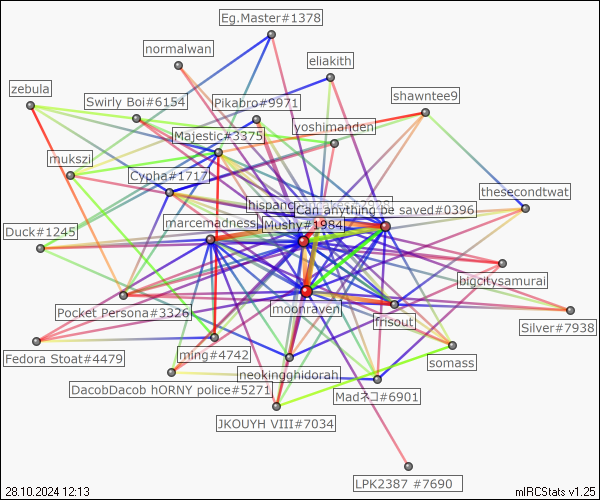 Eg.Master#1378
normalwan
eliakith
zebula
Swirly Boi#6154
Pikabro#9971
shawntee9
Majestic#3375
yoshimanden
mukszi
Cypha#1717
thesecondtwat
Can anything be saved#0396
marcemadness
Mushy#1984
Duck#1245
bigcitysamurai
Pocket Persona#3326
moonraven
frisout
Silver#7938
Fedora Stoat#4479
ming#4742
neokingghidorah
somass
DacobDacob hORNY police#5271
Madネコ#6901
JKOUYH VIII#7034
LPK2387 #7690
28.10.2024 12:13
mIRCStats v1.25